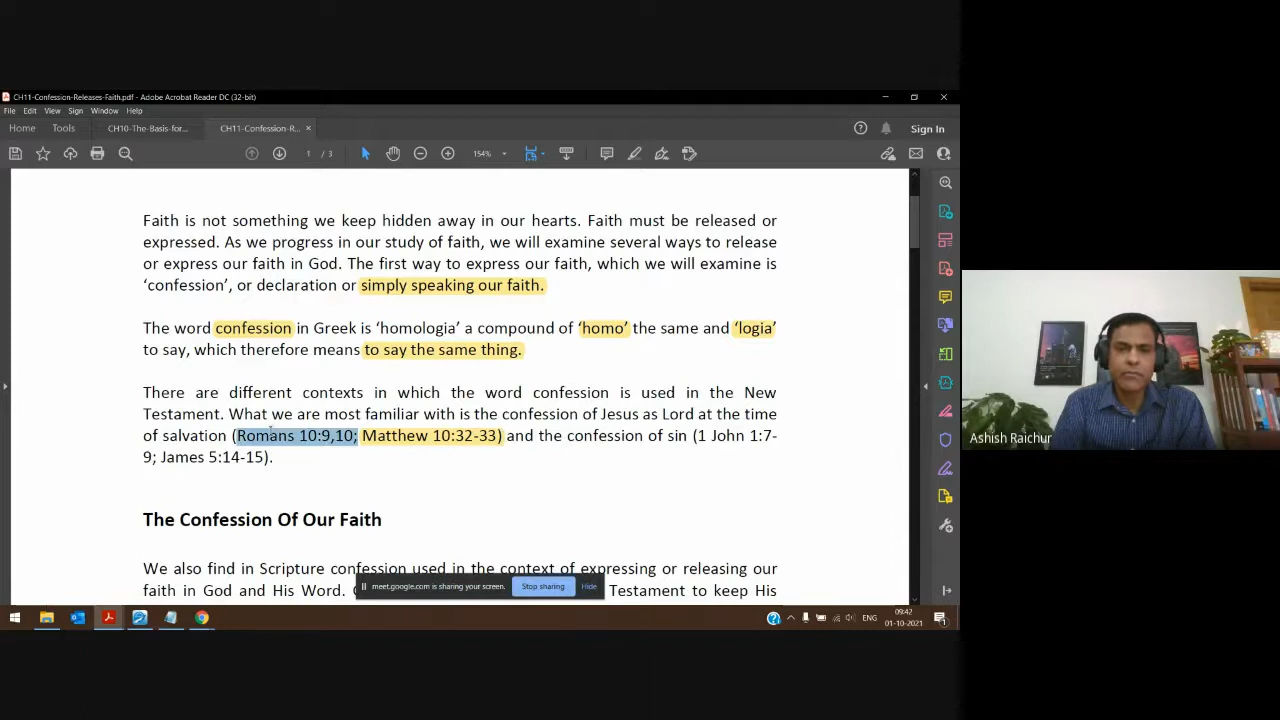 CH11-Confession-Releases-Faith.pdf - Adobe Acrobat Reader DC (32-bit)
File Edit View Sign Window Help
Home Tools CH10-The-Basis-for... CH11-Confession-R... × Sign In
1 / 3 154%
Faith is not something we keep hidden away in our hearts. Faith must be released or
expressed. As we progress in our study of faith, we will examine several ways to release
or express our faith in God. The first way to express our faith, which we will examine is
‘confession’, or declaration or simply speaking our faith.
The word confession in Greek is ‘homologia’ a compound of ‘homo’ the same and ‘logia’
to say, which therefore means to say the same thing.
There are different contexts in which the word confession is used in the New
Testament. What we are most familiar with is the confession of Jesus as Lord at the time
of salvation (Romans 10:9,10; Matthew 10:32-33) and the confession of sin (1 John 1:7-
9; James 5:14-15).
The Confession Of Our Faith
We also find in Scripture confession used in the context of expressing or releasing our
faith in God and His Word. Testament to keep His
meet.google.com is sharing your screen. Stop sharing Hide
Ashish Raichur
ENG
09:42
01-10-2021